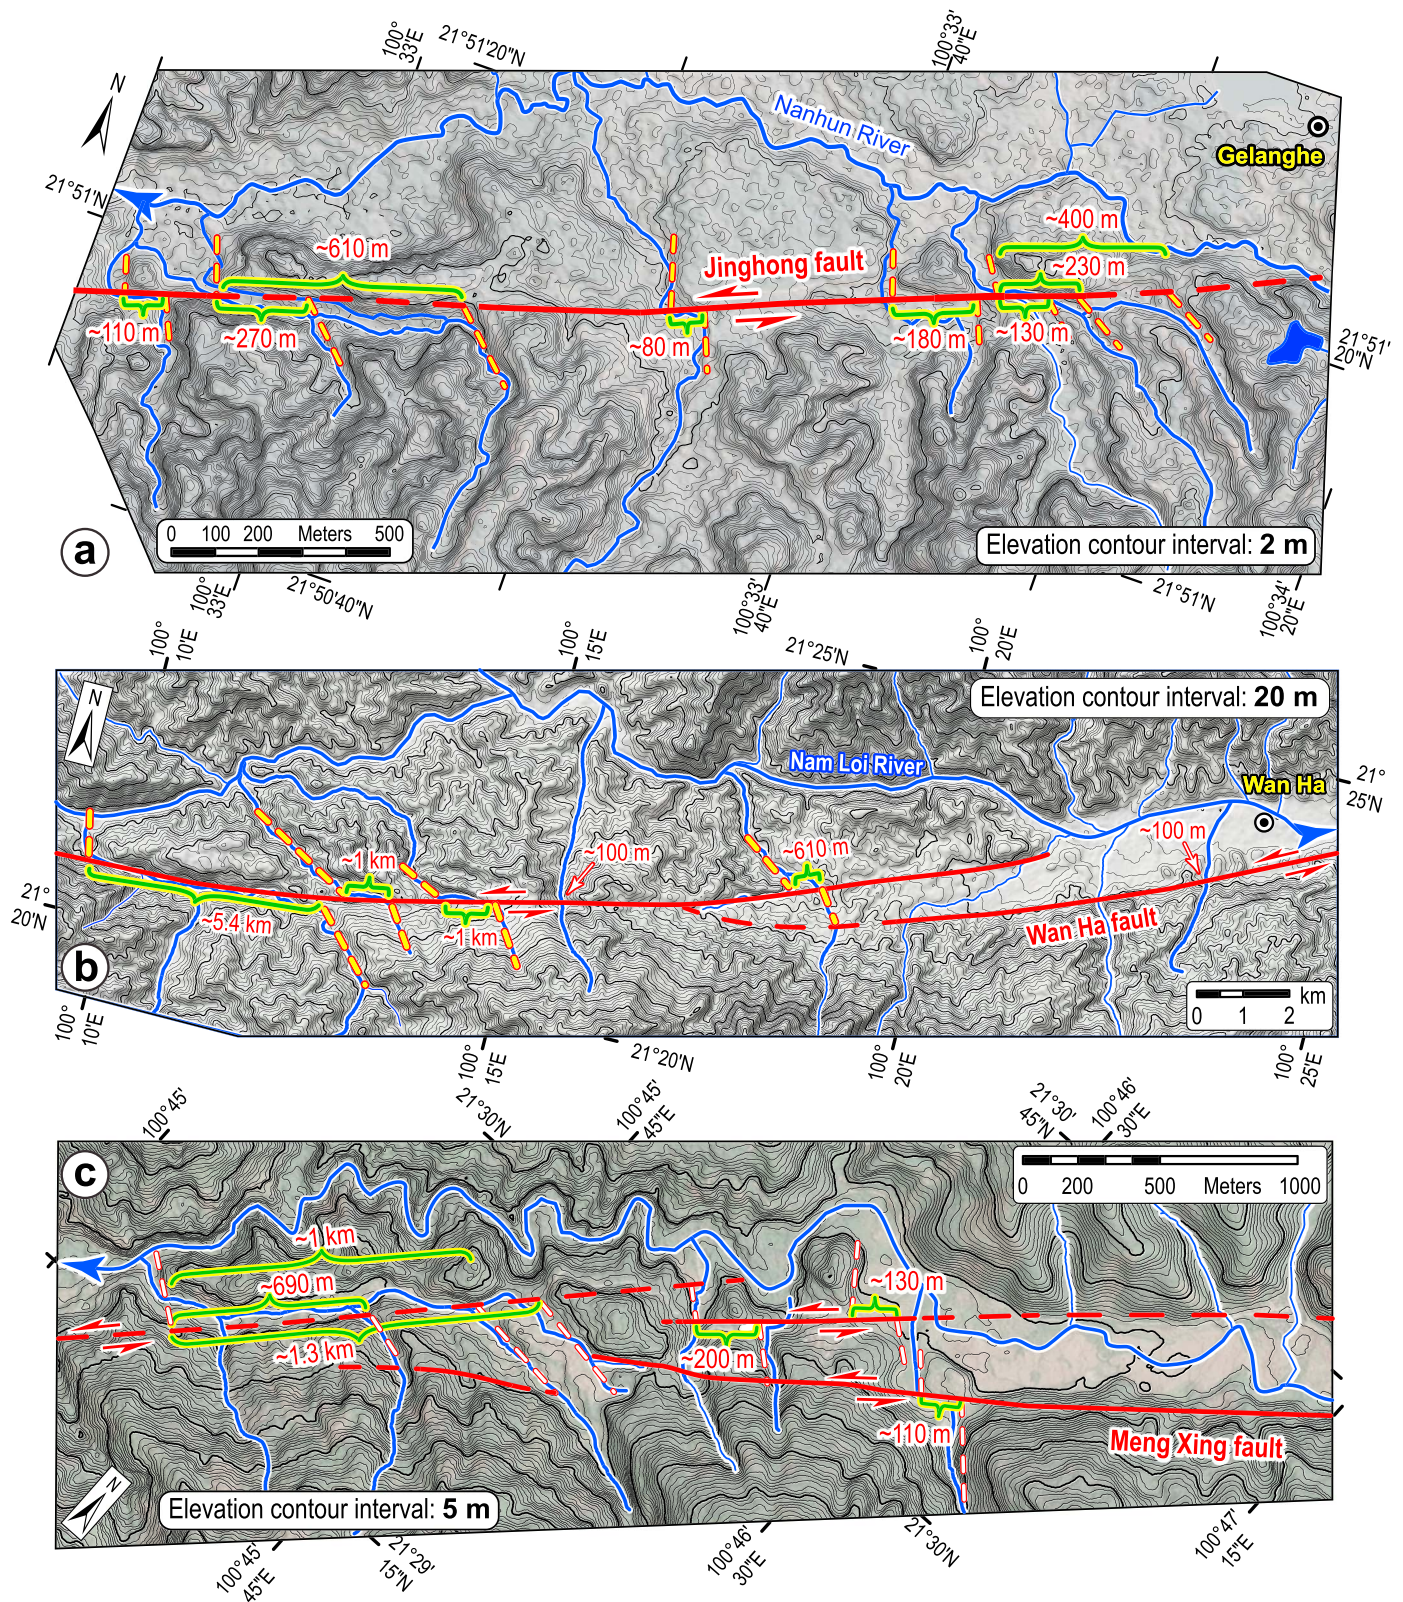 100°
33'E
21°51'20"N
100°33'
40"E
N
Nanhun River
Gelanghe
21°51'N
~400 m
~610 m
~230 m
Jinghong fault
~110 m
~270 m
~80 m
~180 m
~130 m
21°51'
20"N
0 100 200 Meters 500
a
Elevation contour interval: 2 m
100°
33'E
21°50'40"N
100°33'
40"E
21°51'N
100°34'
20"E
100°
10'E
100°
15'E
21°25'N
100°
20'E
N
Elevation contour interval: 20 m
Nam Loi River
Wan Ha
21°
25'N
~1 km
~100 m
~610 m
~100 m
21°
20'N
~5.4 km
~1 km
Wan Ha fault
b
km
0 1 2
100°
10'E
100°
15'E
21°20'N
100°
20'E
100°
25'E
100°45'
21°30'N
100°45'
45"E
21°30'
45"N
100°46'
30"E
c
0 200 500 Meters 1000
~1 km
~690 m
~130 m
~1.3 km
~200 m
~110 m
Meng Xing fault
N
Elevation contour interval: 5 m
100°45'
45"E
21°29'
15"N
100°46'
30"E
21°30'N
100°47'
15"E